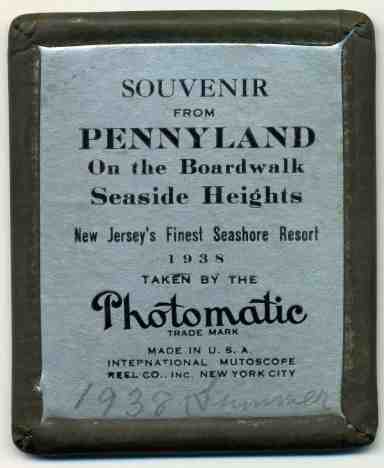 SOUVENIR
FROM
PENNYLAND
On the Boardwalk
Seaside Heights
New Jersey's Finest Seashore Resort
1938
TAKEN BY THE
Photomatic
TRADE MARK
MADE IN U. S. A.
INTERNATIONAL MUTOSCOPE
REEL CO., INC. NEW YORK CITY
1938 Summer